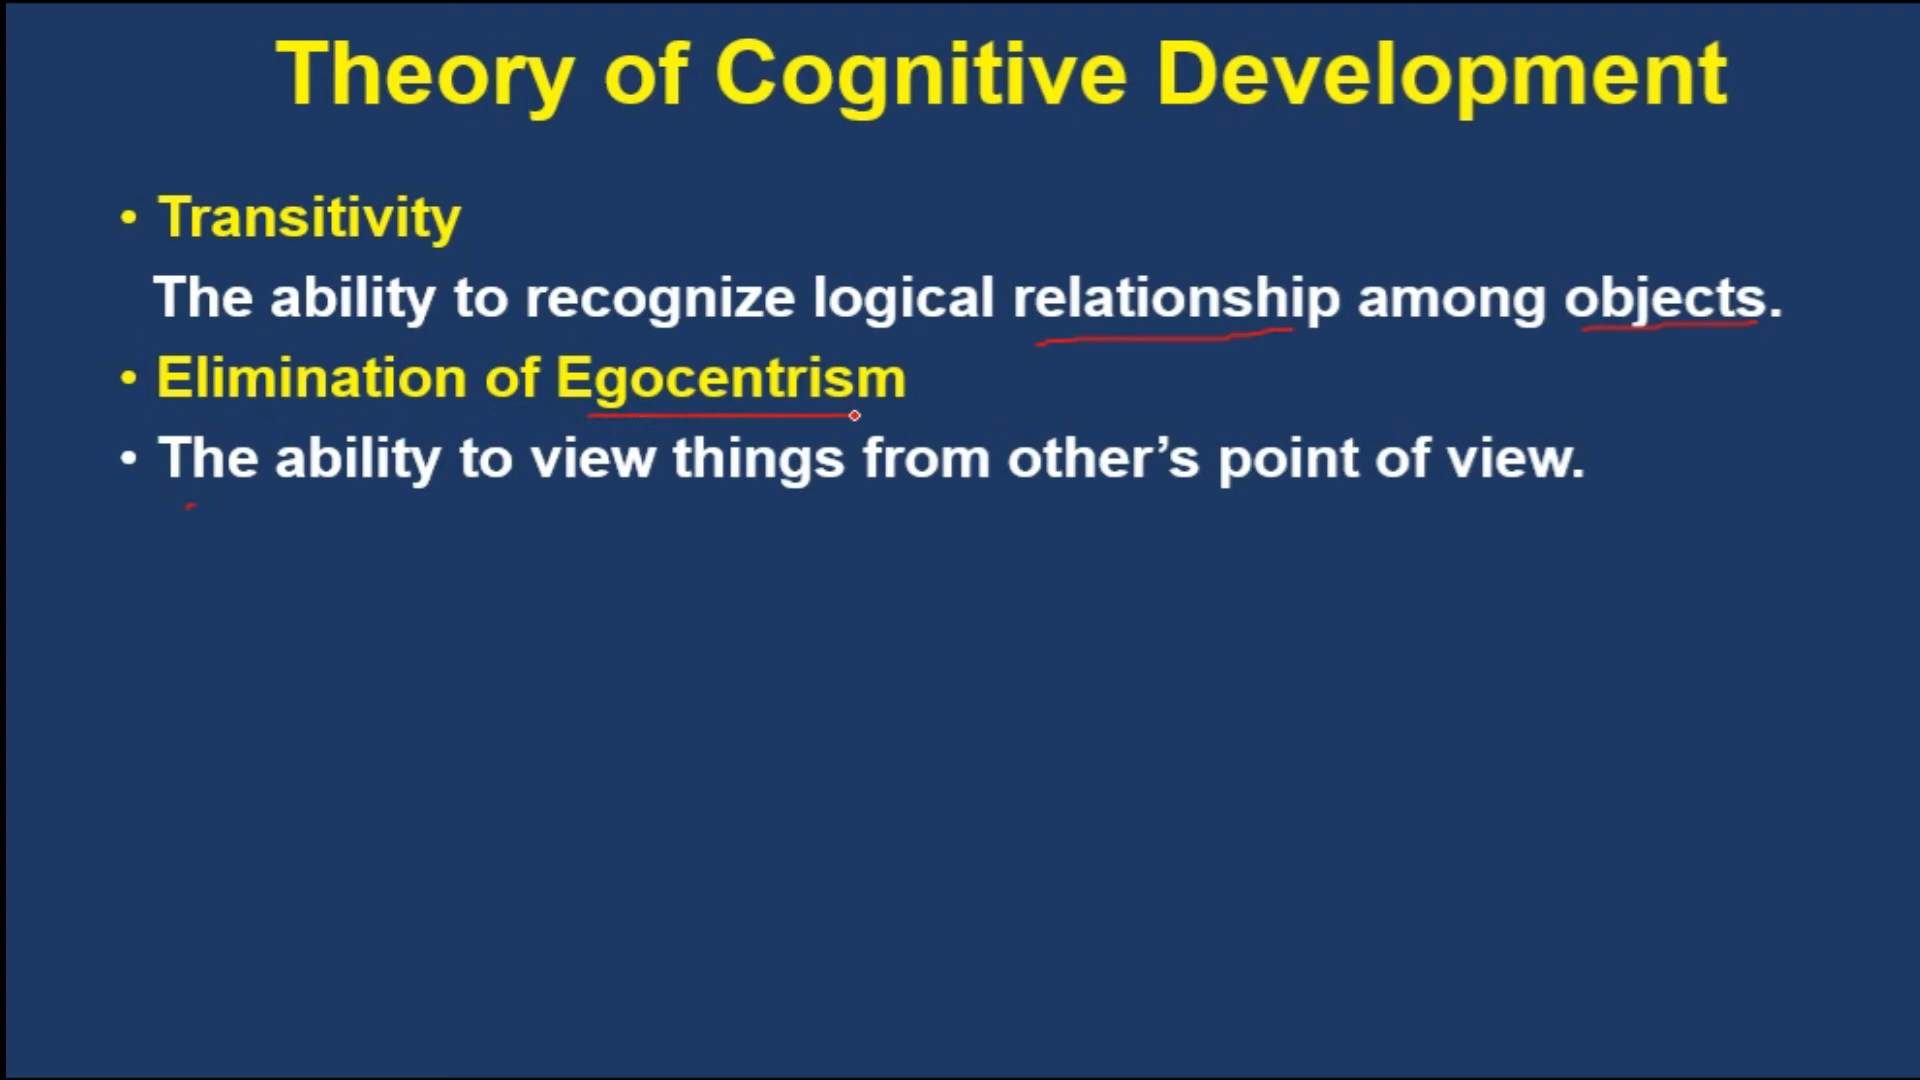 Theory of Cognitive Development
• Transitivity
The ability to recognize logical relationship among objects.
• Elimination of Egocentrism
• The ability to view things from other’s point of view.